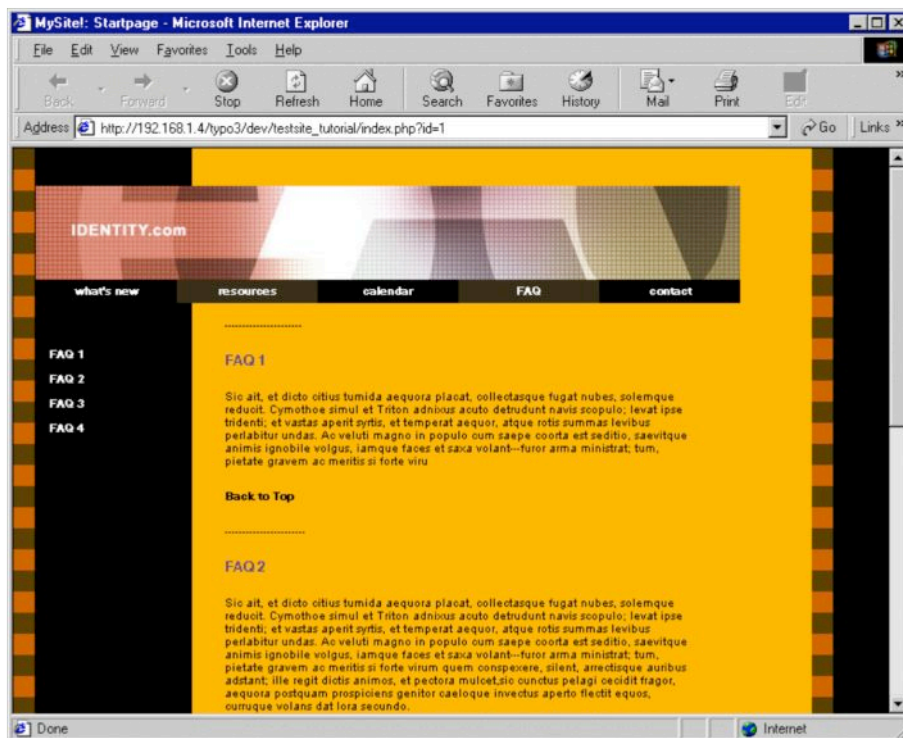 MySite!: Startpage - Microsoft Internet Explorer
File Edit View Favorites Tools Help
Back Forward Stop Refresh Home Search Favorites History Mail Print Edit
Address http://192.168.1.4/typo3/dev/testsite_tutorial/index.php?id=1 Go Links
IDENTITY.com
what's new resources calendar FAQ contact
----------------------
FAQ 1
FAQ 1
FAQ 2
FAQ 3
FAQ 4
Sic ait, et dicto citius tumida aequora placat, collectasque fugat nubes, solemque
reducit. Cymothoe simul et Triton adnixus acuto detrudunt navis scopulo; levat ipse
tridenti; et vastas aperit syrtis, et temperat aequor, atque rotis summas levibus
perlabitur undas. Ac veluti magno in populo cum saepe coorta est seditio, saevitque
animis ignobile volgus, iamque faces et saxa volant---furor arma ministrat; tum,
pietate gravem ac meritis si forte viru
Back to Top
-----------------------
FAQ 2
Sic ait, et dicto citius tumida aequora placat, collectasque fugat nubes, solemque
reducit. Cymothoe simul et Triton adnixus acuto detrudunt navis scopulo; levat ipse
tridenti; et vastas aperit syrtis, et temperat aequor, atque rotis summas levibus
perlabitur undas. Ac veluti magno in populo cum saepe coorta est seditio, saevitque
animis ignobile volgus, iamque faces et saxa volant---furor arma ministrat; tum,
pietate gravem ac meritis si forte virum quem conspexere, silent, arrectisque auribus
adstant; ille regit dictis animos, et pectora mulcet,sic cunctus pelagi cecidit fragor,
aequora postquam prospiciens genitor caeloque invectus aperto flectit equos,
curruque volans dat lora secundo.
Done Internet